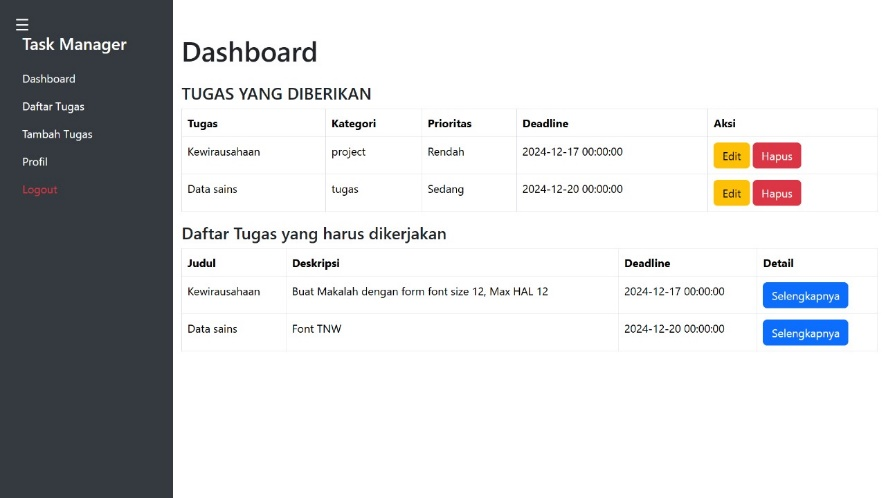 ☰
Task Manager
Dashboard
Daftar Tugas
Tambah Tugas
Profil
Logout
Dashboard
TUGAS YANG DIBERIKAN
Tugas Kategori Prioritas Deadline Aksi
Kewirausahaan project Rendah 2024-12-17 00:00:00 Edit Hapus
Data sains tugas Sedang 2024-12-20 00:00:00 Edit Hapus
Daftar Tugas yang harus dikerjakan
Judul Deskripsi Deadline Detail
Kewirausahaan Buat Makalah dengan form font size 12, Max HAL 12 2024-12-17 00:00:00 Selengkapnya
Data sains Font TNW 2024-12-20 00:00:00 Selengkapnya